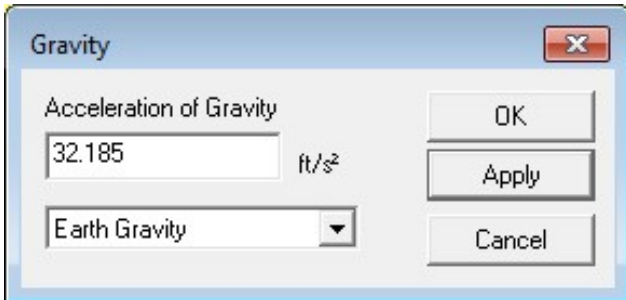 Gravity
Acceleration of Gravity
32.185
ft/s²
Earth Gravity
OK
Apply
Cancel